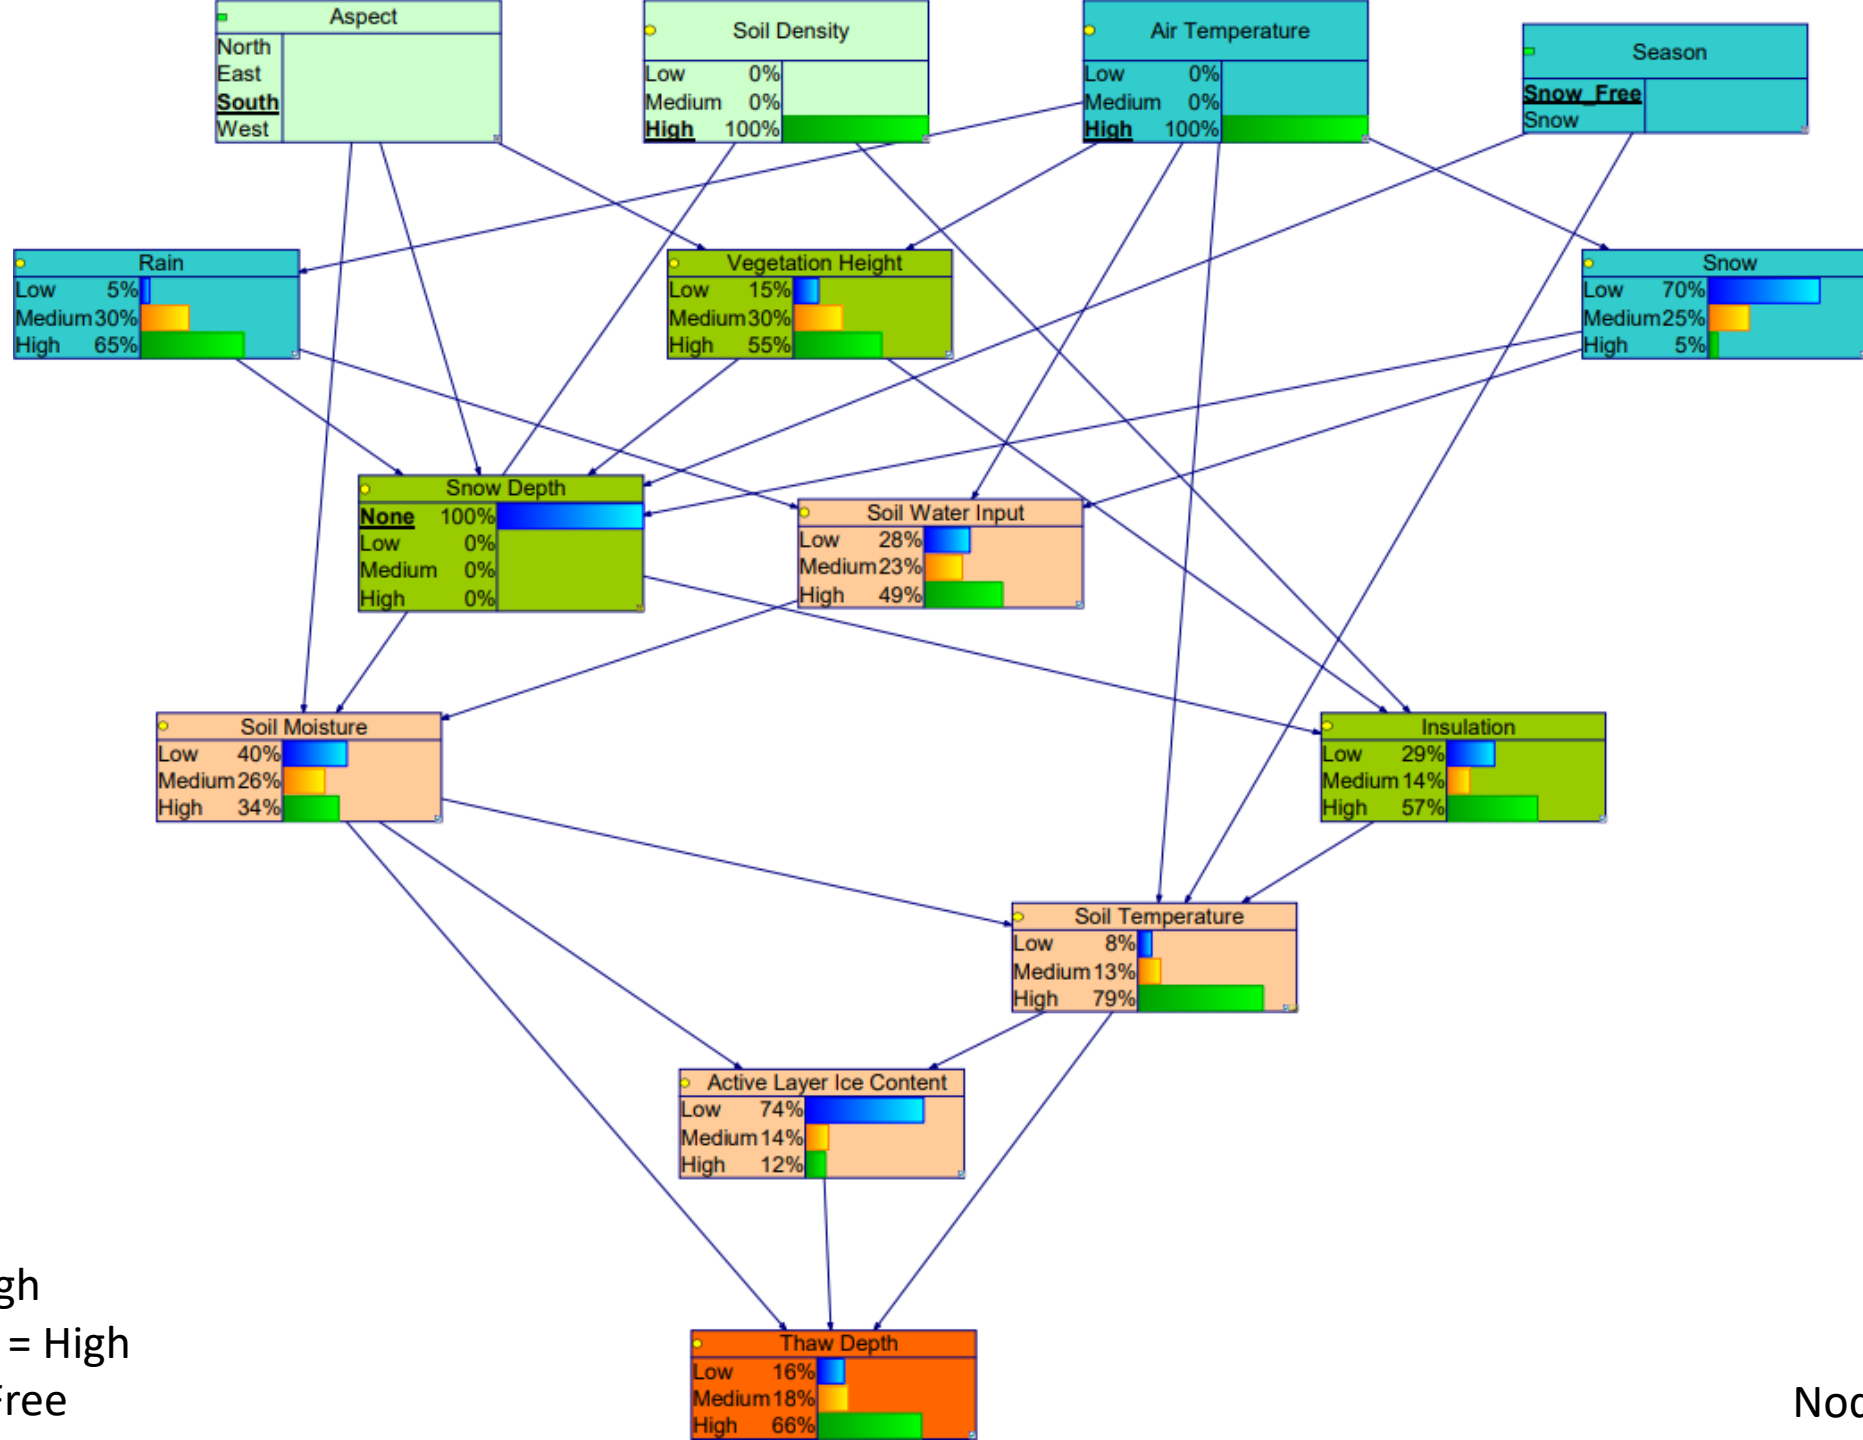 Aspect
North
East
South
West
Soil Density
Low 0%
Medium 0%
High 100%
Air Temperature
Low 0%
Medium 0%
High 100%
Season
Snow_Free
Snow
Rain
Low 5%
Medium 30%
High 65%
Vegetation Height
Low 15%
Medium 30%
High 55%
Snow
Low 70%
Medium 25%
High 5%
Snow Depth
None 100%
Low 0%
Medium 0%
High 0%
Soil Water Input
Low 28%
Medium 23%
High 49%
Soil Moisture
Low 40%
Medium 26%
High 34%
Insulation
Low 29%
Medium 14%
High 57%
Soil Temperature
Low 8%
Medium 13%
High 79%
Active Layer Ice Content
Low 74%
Medium 14%
High 12%
Thaw Depth
Low 16%
Medium 18%
High 66%
gh
= High
Free
Nod